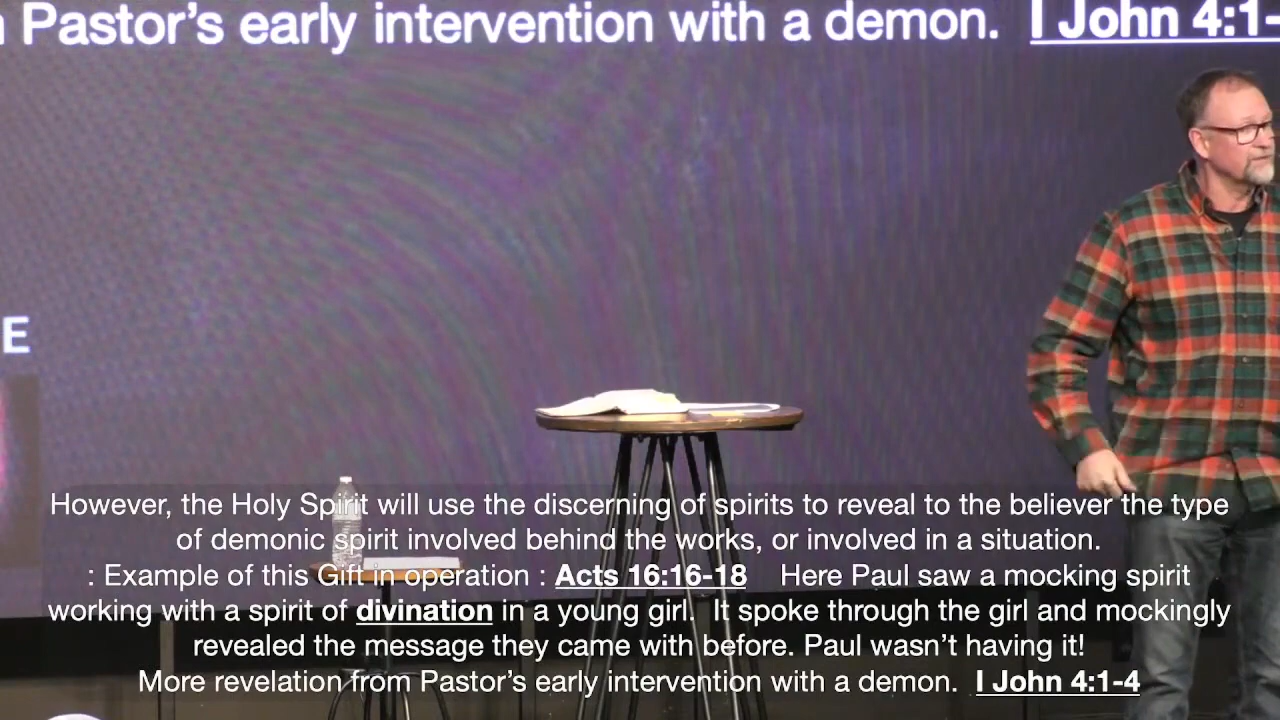 Pastor's early intervention with a demon. I John 4:1-
E
However, the Holy Spirit will use the discerning of spirits to reveal to the believer the type
of demonic spirit involved behind the works, or involved in a situation.
: Example of this Gift in operation : Acts 16:16-18 Here Paul saw a mocking spirit
working with a spirit of divination in a young girl. It spoke through the girl and mockingly
revealed the message they came with before. Paul wasn't having it!
More revelation from Pastor's early intervention with a demon. I John 4:1-4